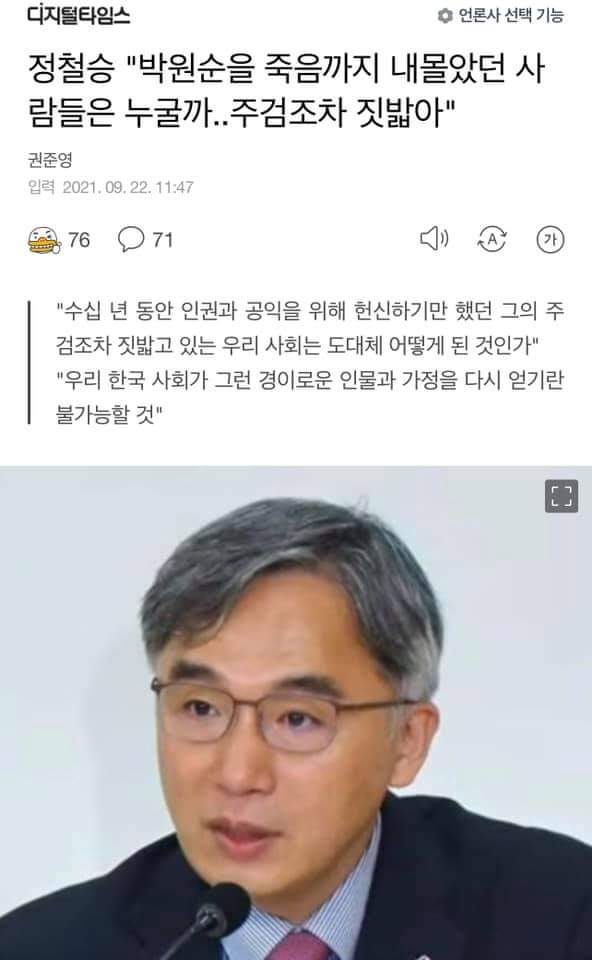 디지털타임스
언론사 선택 기능
정철승 "박원순을 죽음까지 내몰았던 사
람들은 누굴까..주검조차 짓밟아"
권준영
입력 2021. 09. 22. 11:47
76
71
A
가
"수십 년 동안 인권과 공익을 위해 헌신하기만 했던 그의 주
검조차 짓밟고 있는 우리 사회는 도대체 어떻게 된 것인가"
"우리 한국 사회가 그런 경이로운 인물과 가정을 다시 얻기란
불가능할 것"